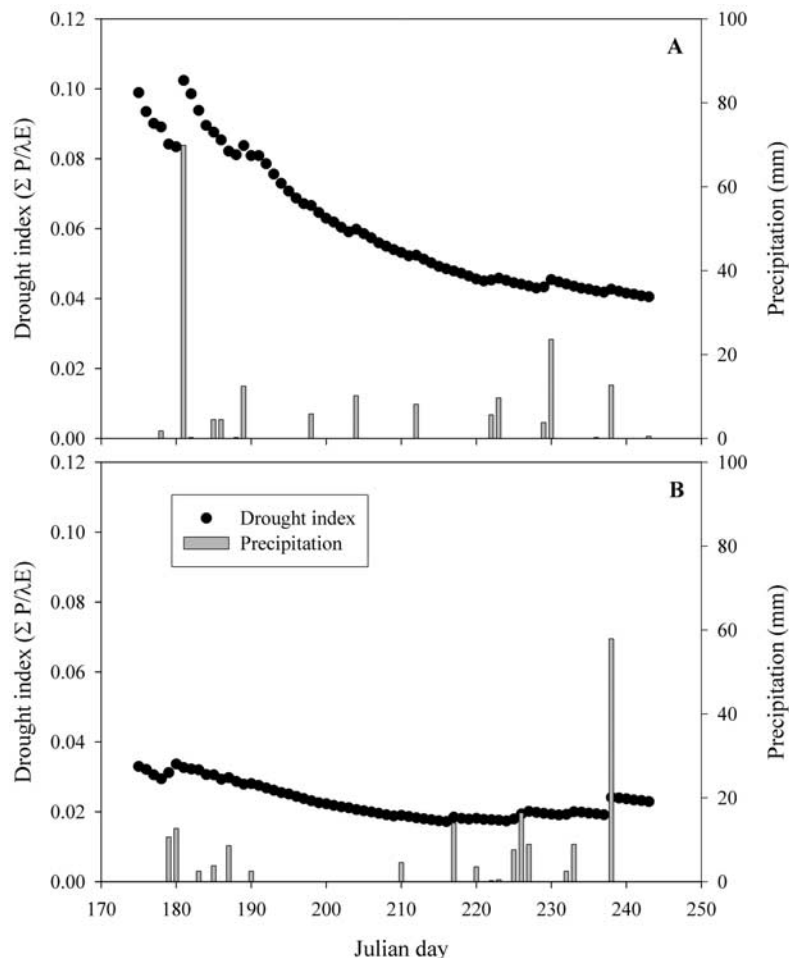 0.12
100
A
0.10
80
0.08
60
0.06
40
0.04
20
0.02
0.00
0
Drought index (Σ P/λE)
Precipitation (mm)
0.12
100
B
Drought index
Precipitation
0.10
80
0.08
60
0.06
40
0.04
20
0.02
0.00
0
Drought index (Σ P/λE)
Precipitation (mm)
170 180 190 200 210 220 230 240 250
Julian day